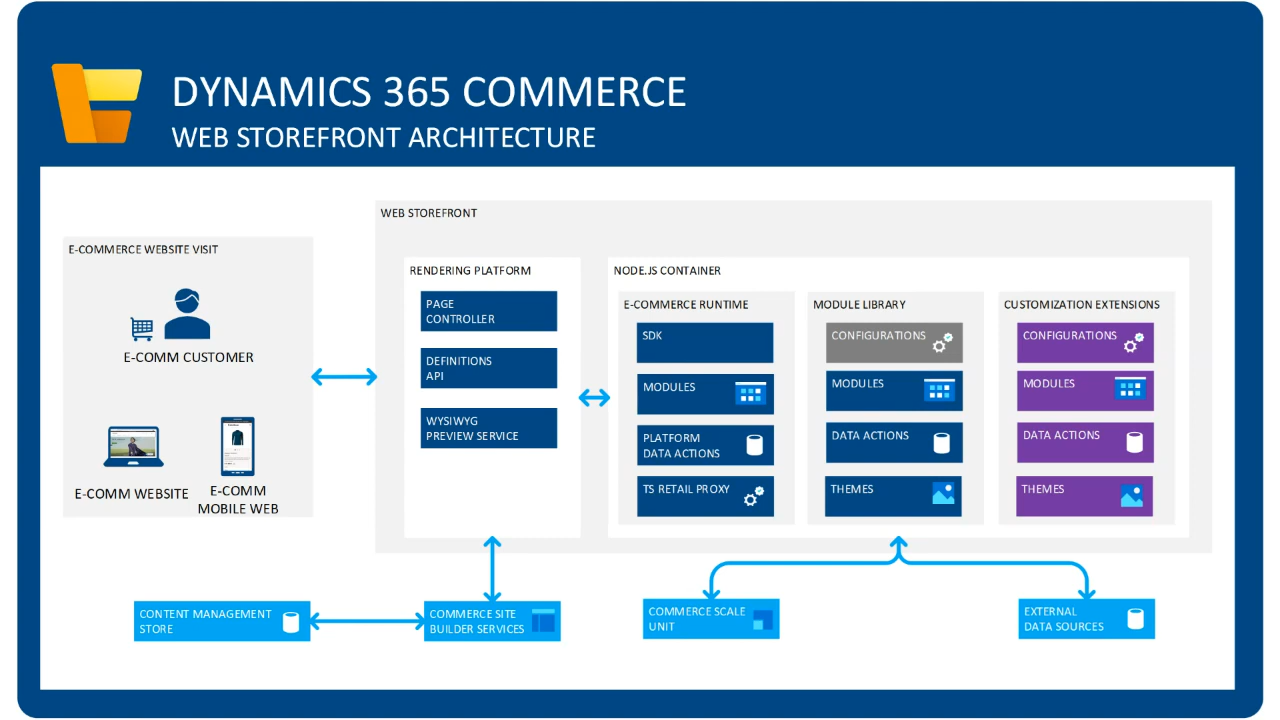 DYNAMICS 365 COMMERCE
WEB STOREFRONT ARCHITECTURE
E-COMMERCE WEBSITE VISIT
E-COMM CUSTOMER
E-COMM WEBSITE
E-COMM
MOBILE WEB
WEB STOREFRONT
RENDERING PLATFORM
PAGE
CONTROLLER
DEFINITIONS
API
WYSIWYG
PREVIEW SERVICE
NODE.JS CONTAINER
E-COMMERCE RUNTIME
SDK
MODULES
PLATFORM
DATA ACTIONS
TS RETAIL PROXY
MODULE LIBRARY
CONFIGURATIONS
MODULES
DATA ACTIONS
THEMES
CUSTOMIZATION EXTENSIONS
CONFIGURATIONS
MODULES
DATA ACTIONS
THEMES
CONTENT MANAGEMENT
STORE
COMMERCE SITE
BUILDER SERVICES
COMMERCE SCALE
UNIT
EXTERNAL
DATA SOURCES